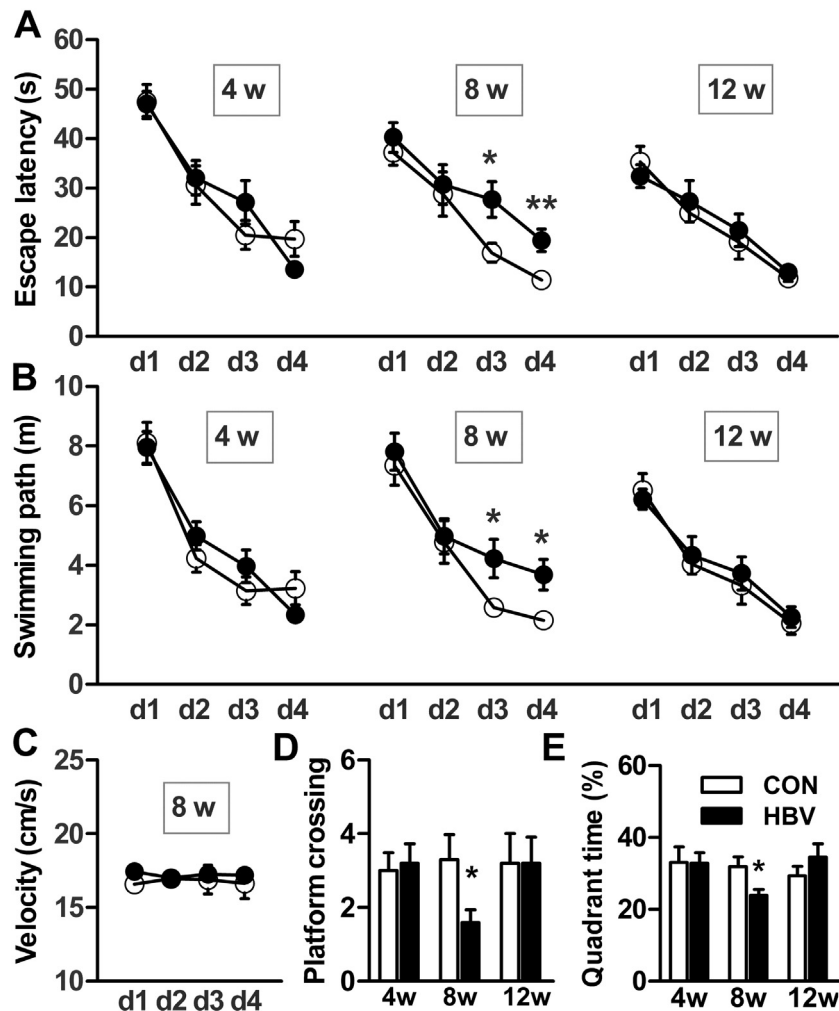 A
Escape latency (s)
60
50
40
30
20
10
0
4 w
8 w
12 w
*
**
d1 d2 d3 d4 d1 d2 d3 d4 d1 d2 d3 d4
B
Swimming path (m)
10
8
6
4
2
0
4 w
8 w
12 w
*
*
d1 d2 d3 d4 d1 d2 d3 d4 d1 d2 d3 d4
C
Velocity (cm/s)
25
20
15
10
8 w
d1 d2 d3 d4
D
Platform crossing
6
4
2
0
*
4w 8w 12w
E
Quadrant time (%)
60
40
20
0
CON
HBV
*
4w 8w 12w